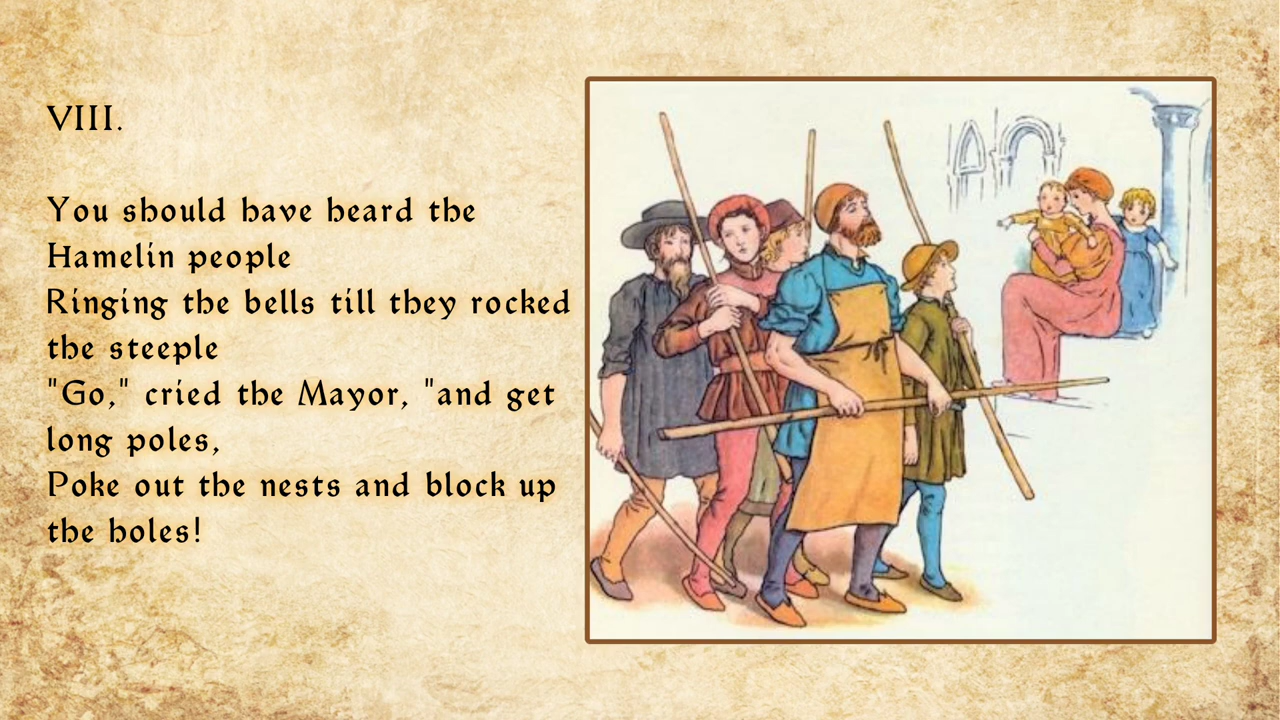 VIII.
You should have heard the
Hamelin people
Ringing the bells till they rocked
the steeple
"Go," cried the Mayor, "and get
long poles,
Poke out the nests and block up
the holes!